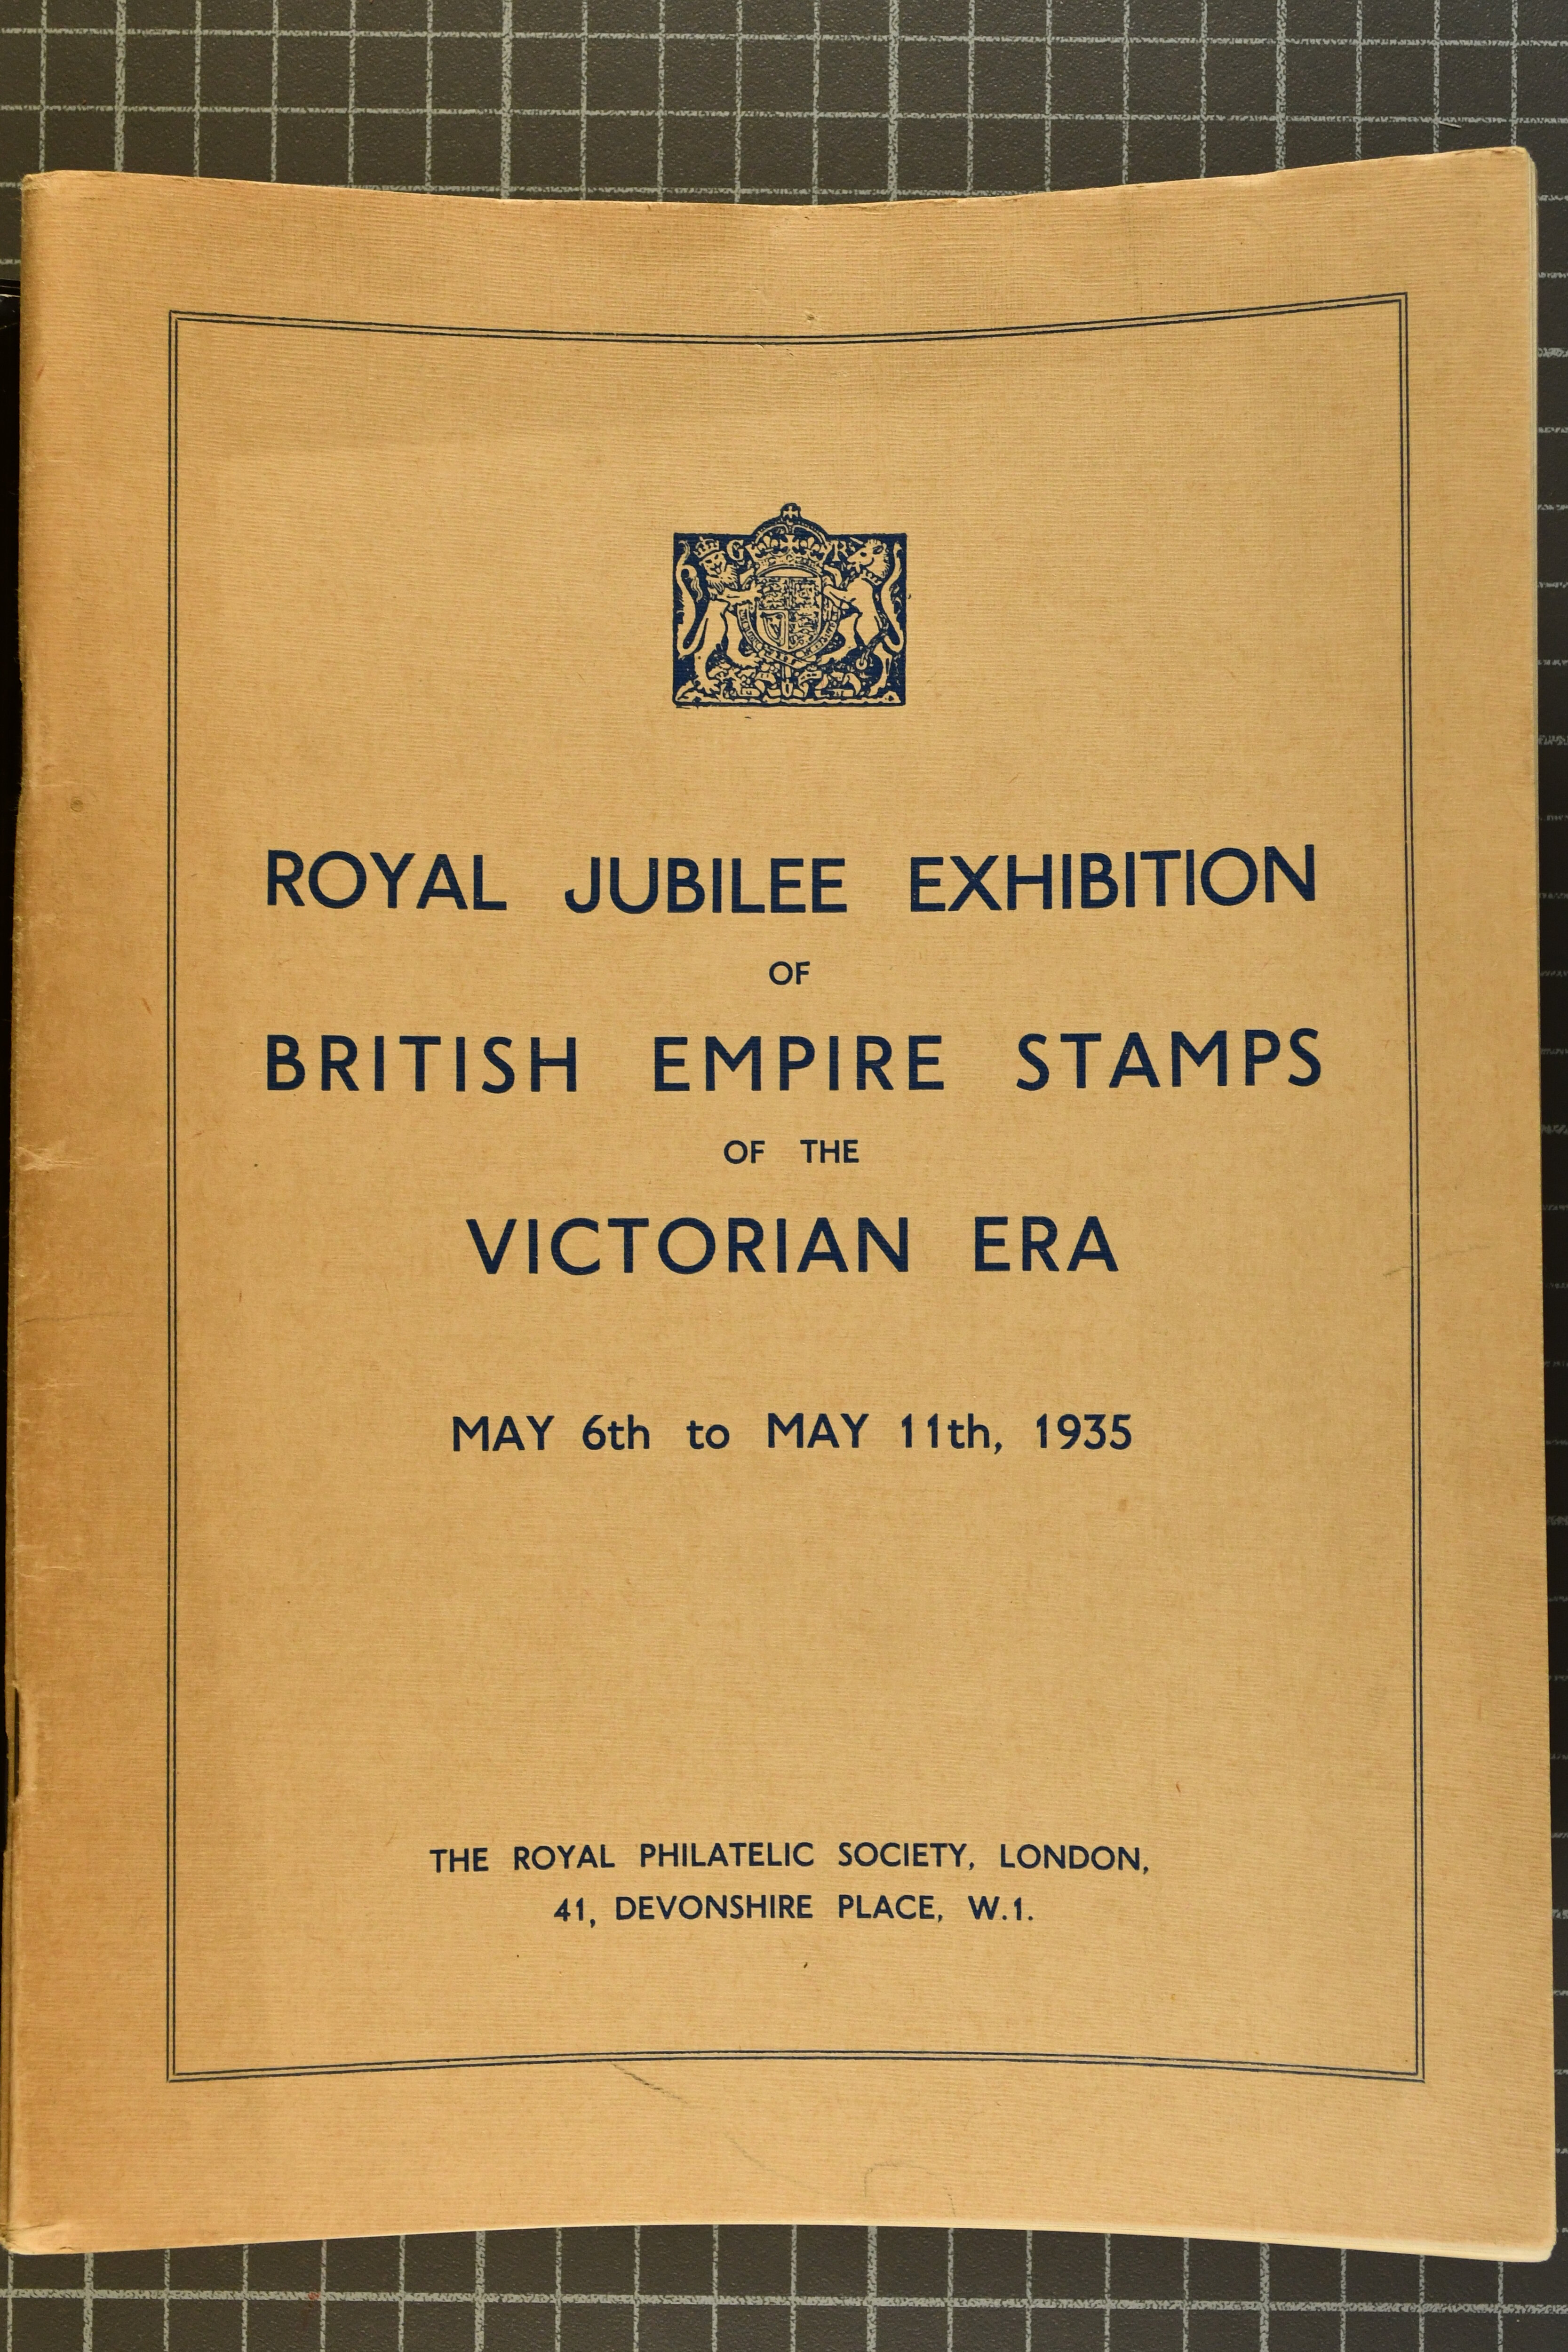 G R
ROYAL JUBILEE EXHIBITION
OF
BRITISH EMPIRE STAMPS
OF THE
VICTORIAN ERA
MAY 6th to MAY 11th, 1935
THE ROYAL PHILATELIC SOCIETY, LONDON,
41, DEVONSHIRE PLACE, W.1.